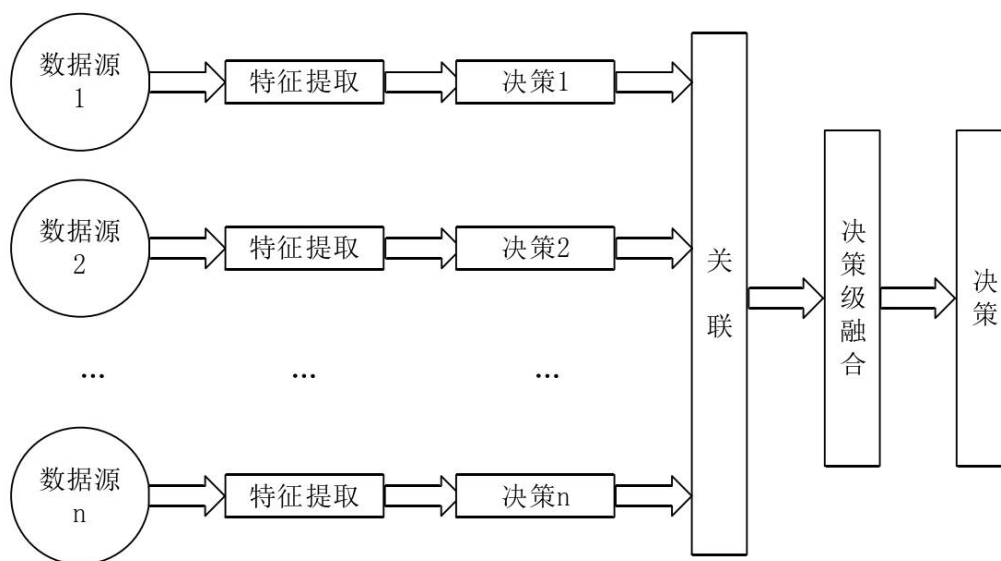 数据源
1
特征提取
决策1
数据源
2
特征提取
决策2
...
...
...
数据源
n
特征提取
决策n
关联
决策级融合
决策